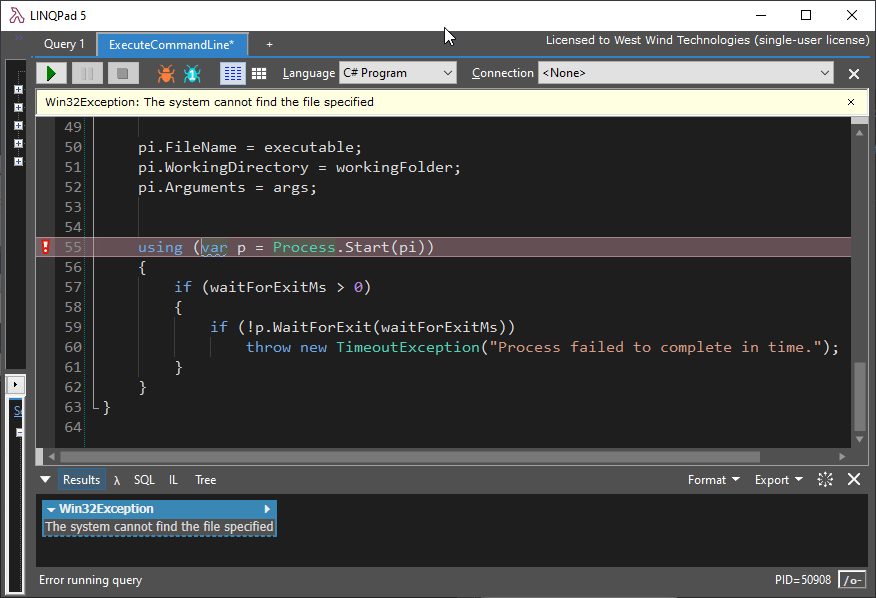 LINQPad 5
Query 1 ExecuteCommandLine* +
Licensed to West Wind Technologies (single-user license)
Language C# Program Connection <None>
Win32Exception: The system cannot find the file specified
49
50 pi.FileName = executable;
51 pi.WorkingDirectory = workingFolder;
52 pi.Arguments = args;
53
54
55 using (var p = Process.Start(pi))
56 {
57 if (waitForExitMs > 0)
58 {
59 if (!p.WaitForExit(waitForExitMs))
60 throw new TimeoutException("Process failed to complete in time.");
61 }
62 }
63 }
64
Results λ SQL IL Tree Format Export
Win32Exception
The system cannot find the file specified
Error running query PID=50908 /o-